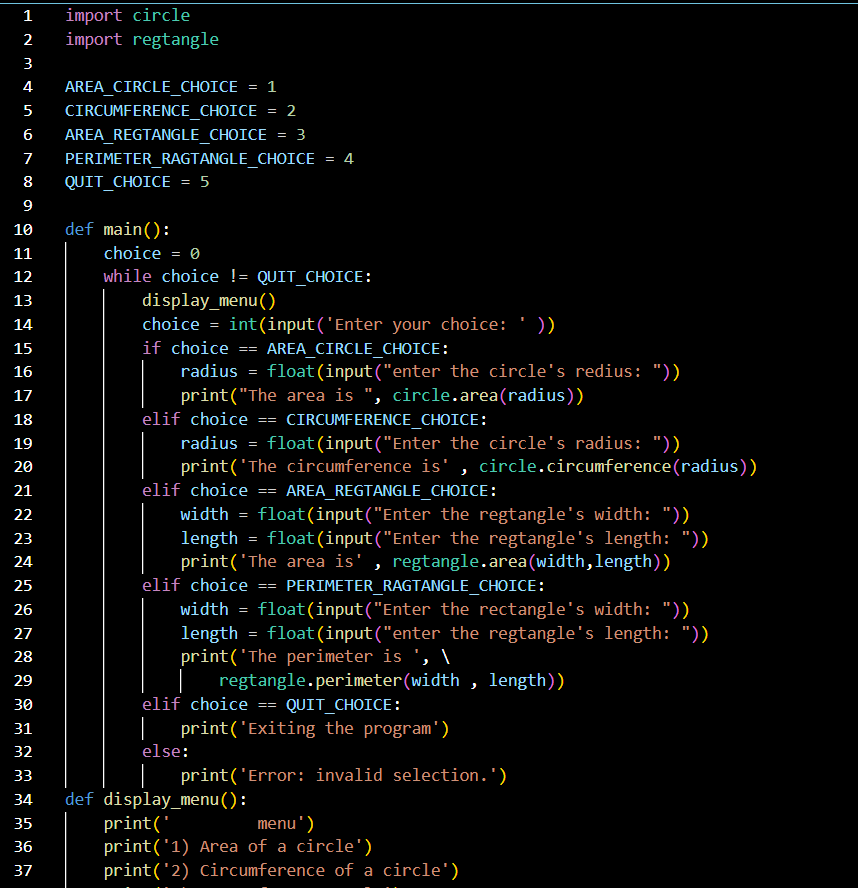 1 import circle
2 import regtangle
3
4 AREA_CIRCLE_CHOICE = 1
5 CIRCUMFERENCE_CHOICE = 2
6 AREA_REGTANGLE_CHOICE = 3
7 PERIMETER_RAGTANGLE_CHOICE = 4
8 QUIT_CHOICE = 5
9
10 def main():
11     choice = 0
12     while choice != QUIT_CHOICE:
13         display_menu()
14         choice = int(input('Enter your choice: ' ))
15         if choice == AREA_CIRCLE_CHOICE:
16             radius = float(input("enter the circle's redius: "))
17             print("The area is ", circle.area(radius))
18         elif choice == CIRCUMFERENCE_CHOICE:
19             radius = float(input("Enter the circle's radius: "))
20             print('The circumference is' , circle.circumference(radius))
21         elif choice == AREA_REGTANGLE_CHOICE:
22             width = float(input("Enter the regtangle's width: "))
23             length = float(input("Enter the regtangle's length: "))
24             print('The area is' , regtangle.area(width,length))
25         elif choice == PERIMETER_RAGTANGLE_CHOICE:
26             width = float(input("Enter the rectangle's width: "))
27             length = float(input("enter the regtangle's length: "))
28             print('The perimeter is ', \
29                 regtangle.perimeter(width , length))
30         elif choice == QUIT_CHOICE:
31             print('Exiting the program')
32         else:
33             print('Error: invalid selection.')
34 def display_menu():
35     print('         menu')
36     print('1) Area of a circle')
37     print('2) Circumference of a circle')